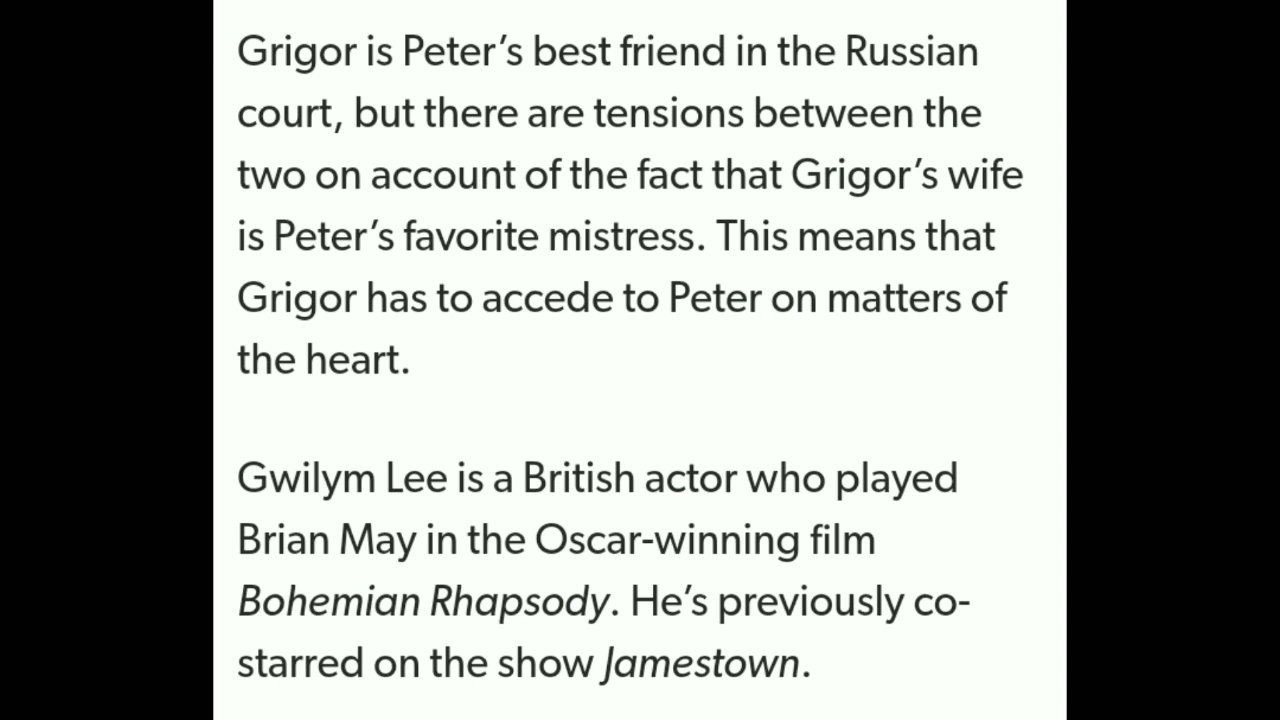 Grigor is Peter’s best friend in the Russian
court, but there are tensions between the
two on account of the fact that Grigor’s wife
is Peter’s favorite mistress. This means that
Grigor has to accede to Peter on matters of
the heart.
Gwilym Lee is a British actor who played
Brian May in the Oscar-winning film
Bohemian Rhapsody. He’s previously co-
starred on the show Jamestown.